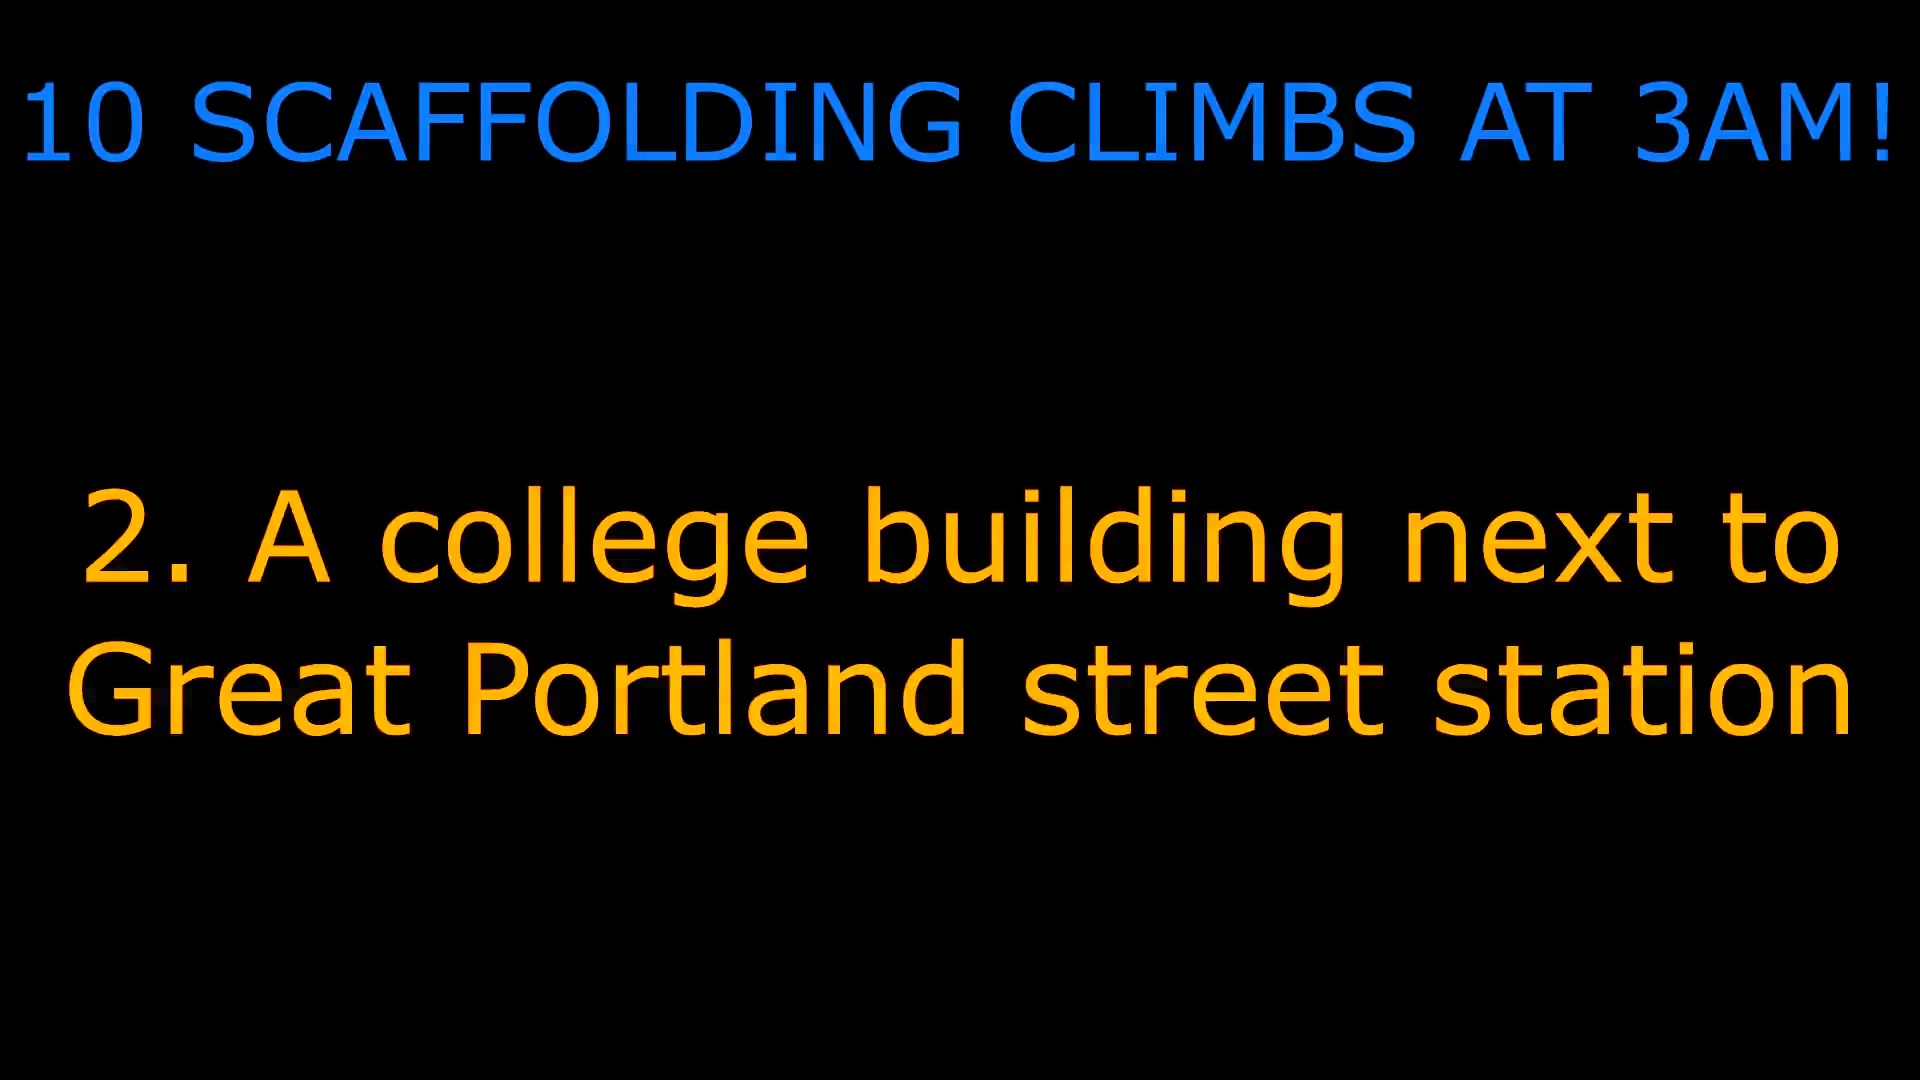 10 SCAFFOLDING CLIMBS AT 3AM!
2. A college building next to
Great Portland street station